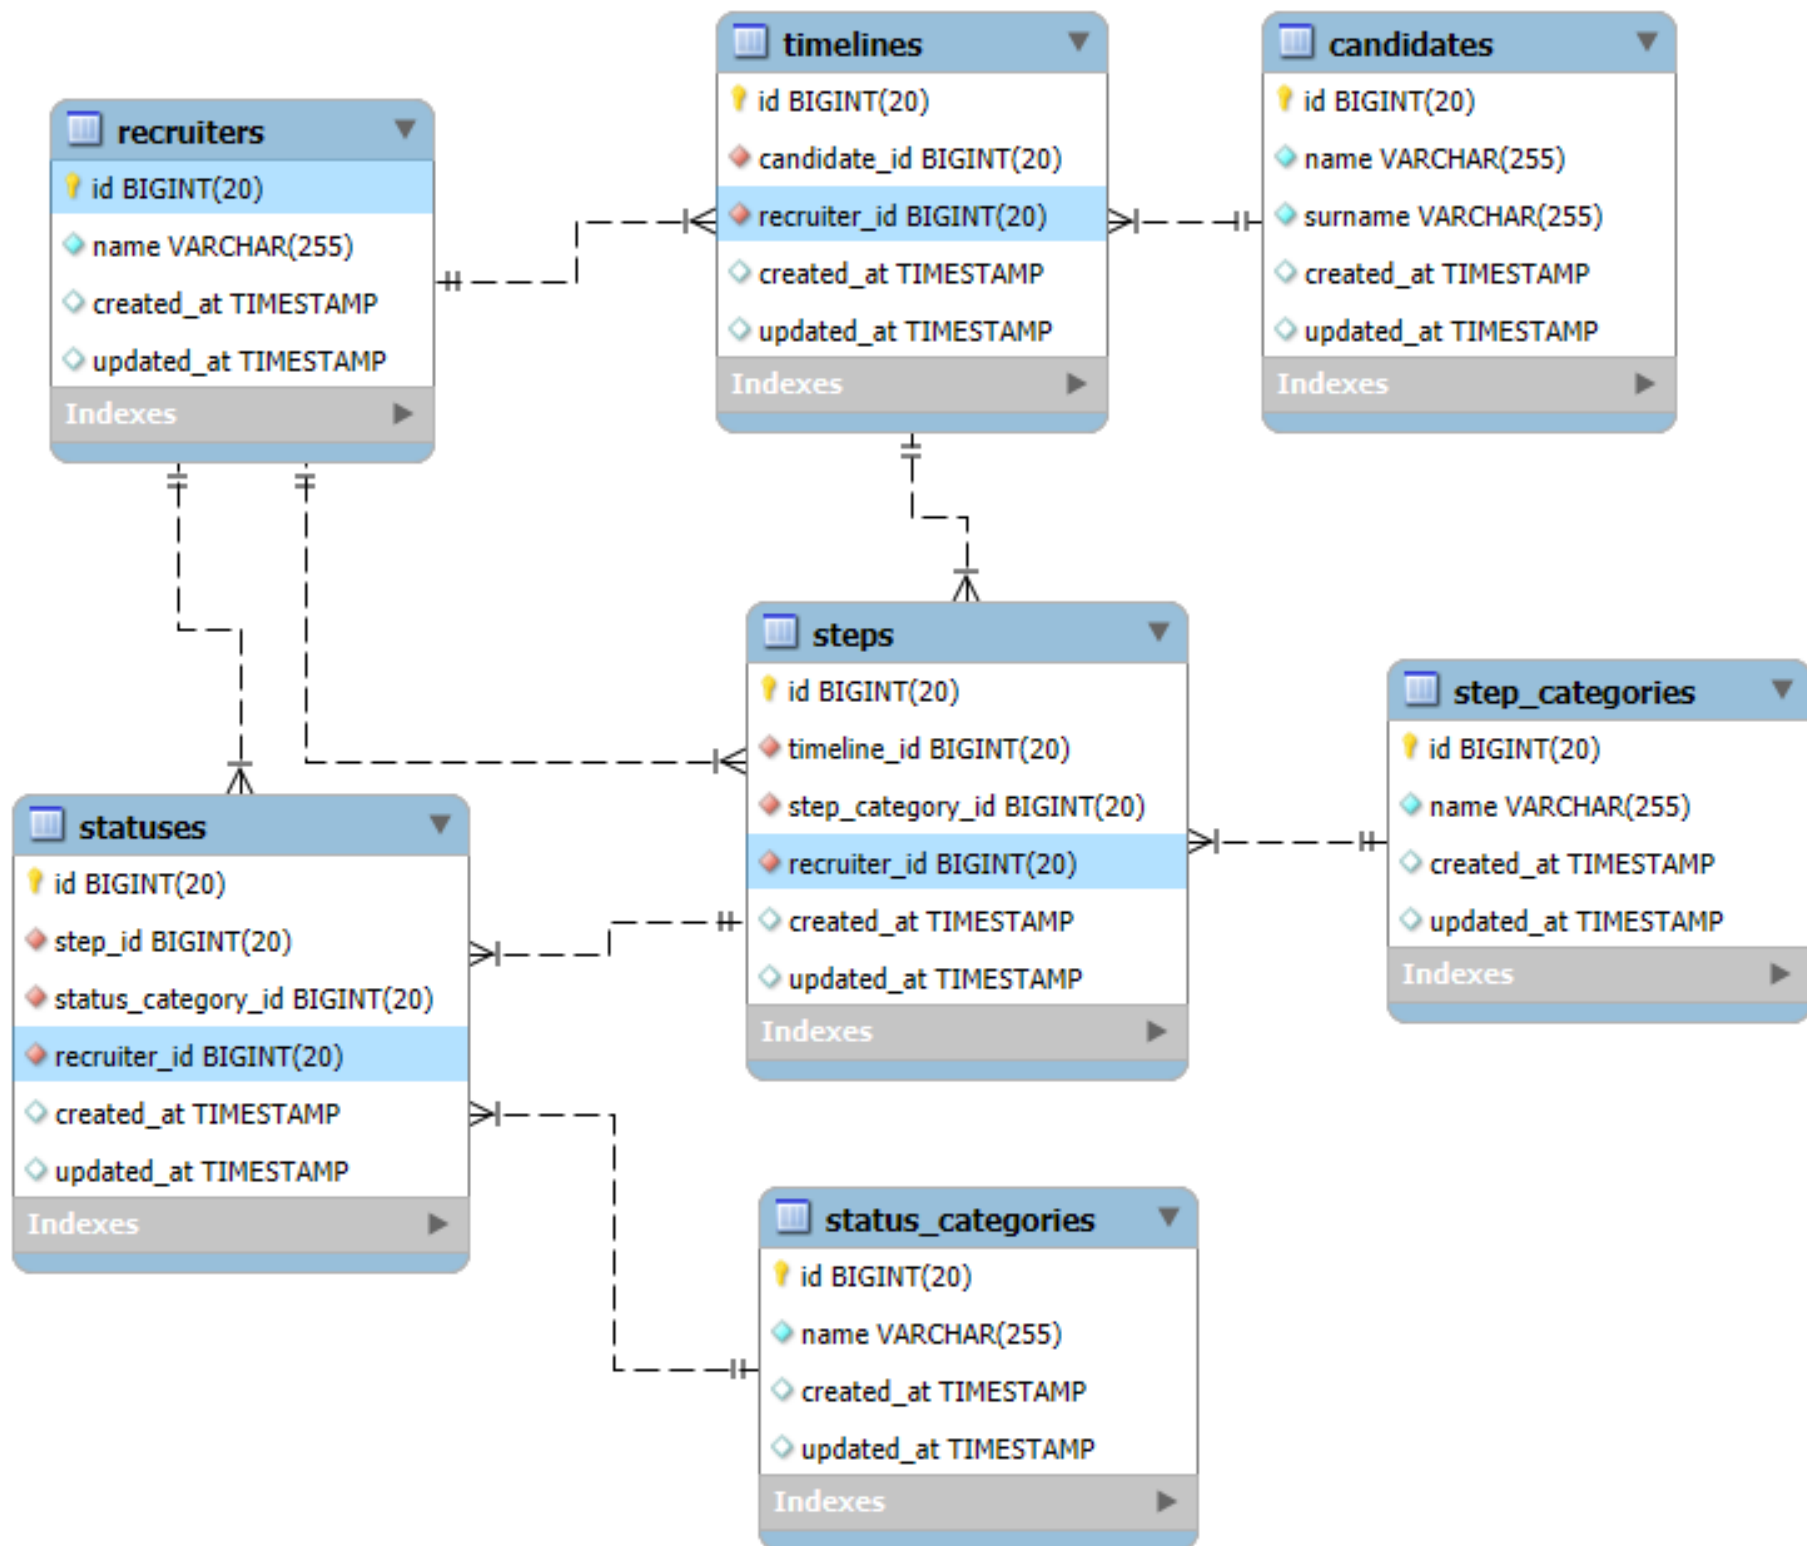 recruiters
id BIGINT(20)
name VARCHAR(255)
created_at TIMESTAMP
updated_at TIMESTAMP
Indexes
timelines
id BIGINT(20)
candidate_id BIGINT(20)
recruiter_id BIGINT(20)
created_at TIMESTAMP
updated_at TIMESTAMP
Indexes
candidates
id BIGINT(20)
name VARCHAR(255)
surname VARCHAR(255)
created_at TIMESTAMP
updated_at TIMESTAMP
Indexes
statuses
id BIGINT(20)
step_id BIGINT(20)
status_category_id BIGINT(20)
recruiter_id BIGINT(20)
created_at TIMESTAMP
updated_at TIMESTAMP
Indexes
steps
id BIGINT(20)
timeline_id BIGINT(20)
step_category_id BIGINT(20)
recruiter_id BIGINT(20)
created_at TIMESTAMP
updated_at TIMESTAMP
Indexes
step_categories
id BIGINT(20)
name VARCHAR(255)
created_at TIMESTAMP
updated_at TIMESTAMP
Indexes
status_categories
id BIGINT(20)
name VARCHAR(255)
created_at TIMESTAMP
updated_at TIMESTAMP
Indexes